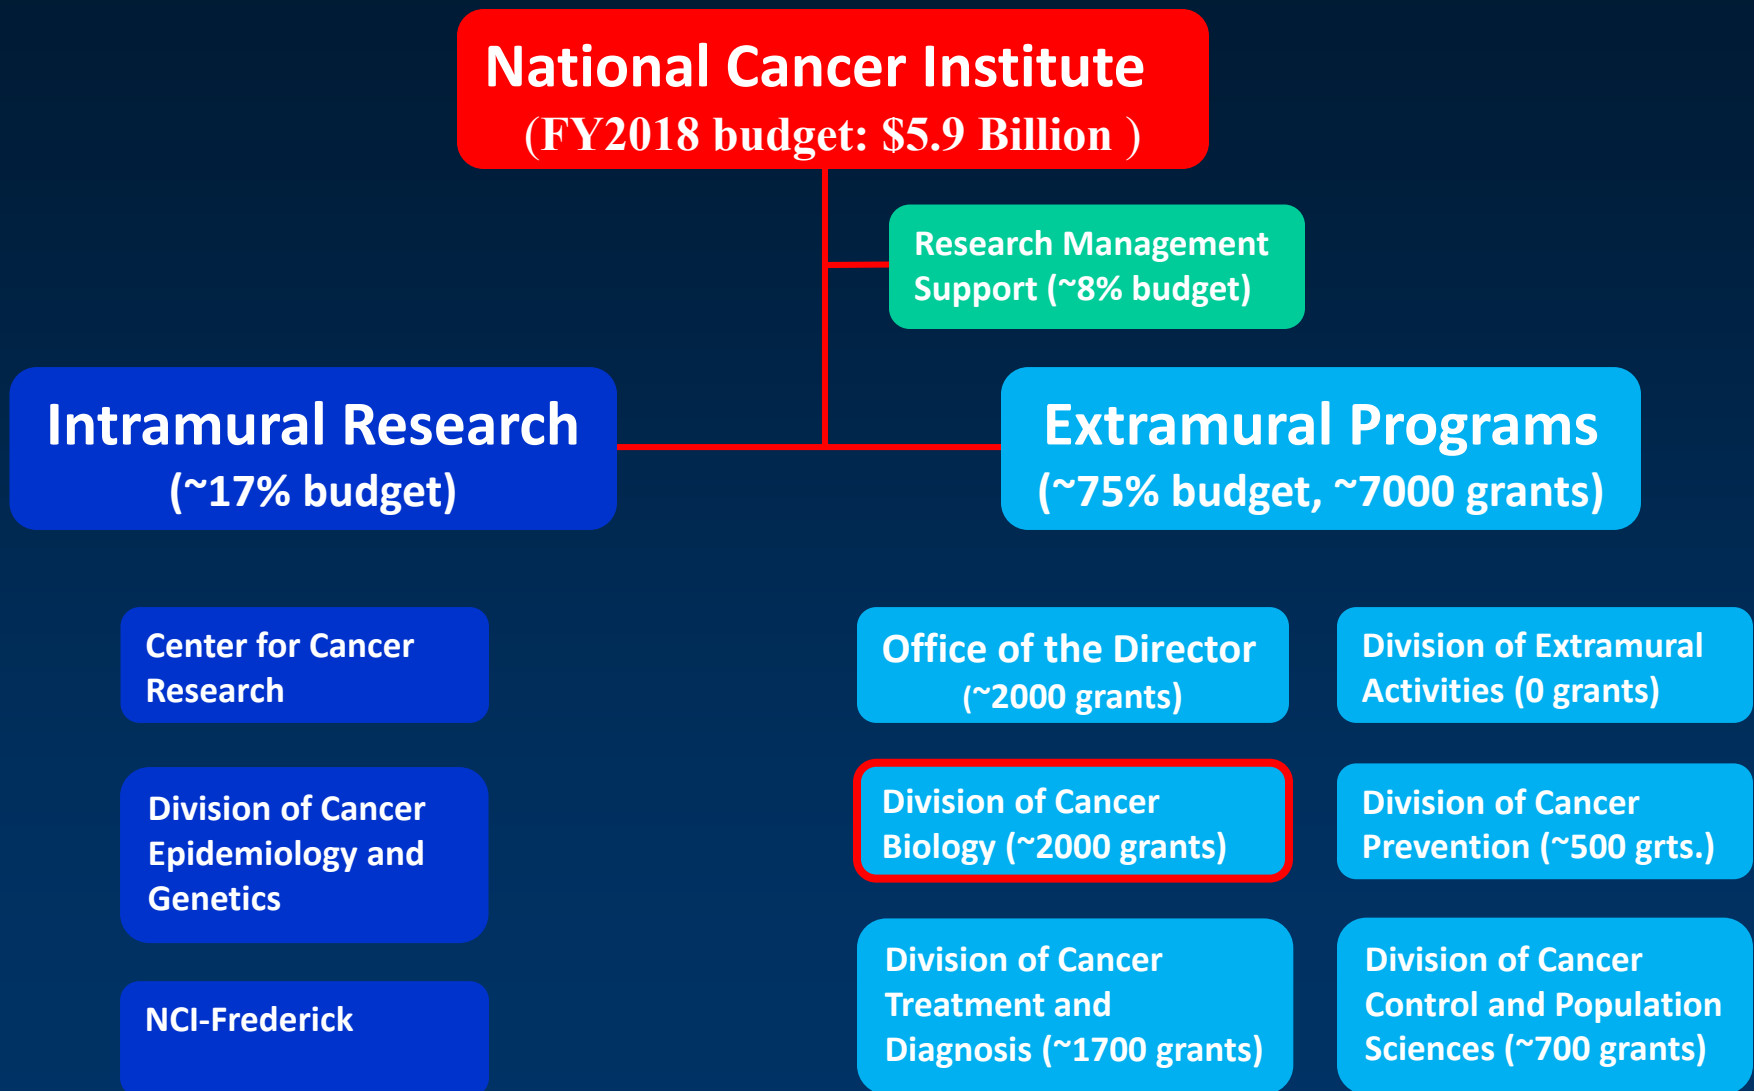 National Cancer Institute
(FY2018 budget: $5.9 Billion )
Research Management
Support (~8% budget)
Intramural Research
(~17% budget)
Extramural Programs
(~75% budget, ~7000 grants)
Center for Cancer
Research
Division of Cancer
Epidemiology and
Genetics
NCI-Frederick
Office of the Director
(~2000 grants)
Division of Extramural
Activities (0 grants)
Division of Cancer
Biology (~2000 grants)
Division of Cancer
Prevention (~500 grts.)
Division of Cancer
Treatment and
Diagnosis (~1700 grants)
Division of Cancer
Control and Population
Sciences (~700 grants)